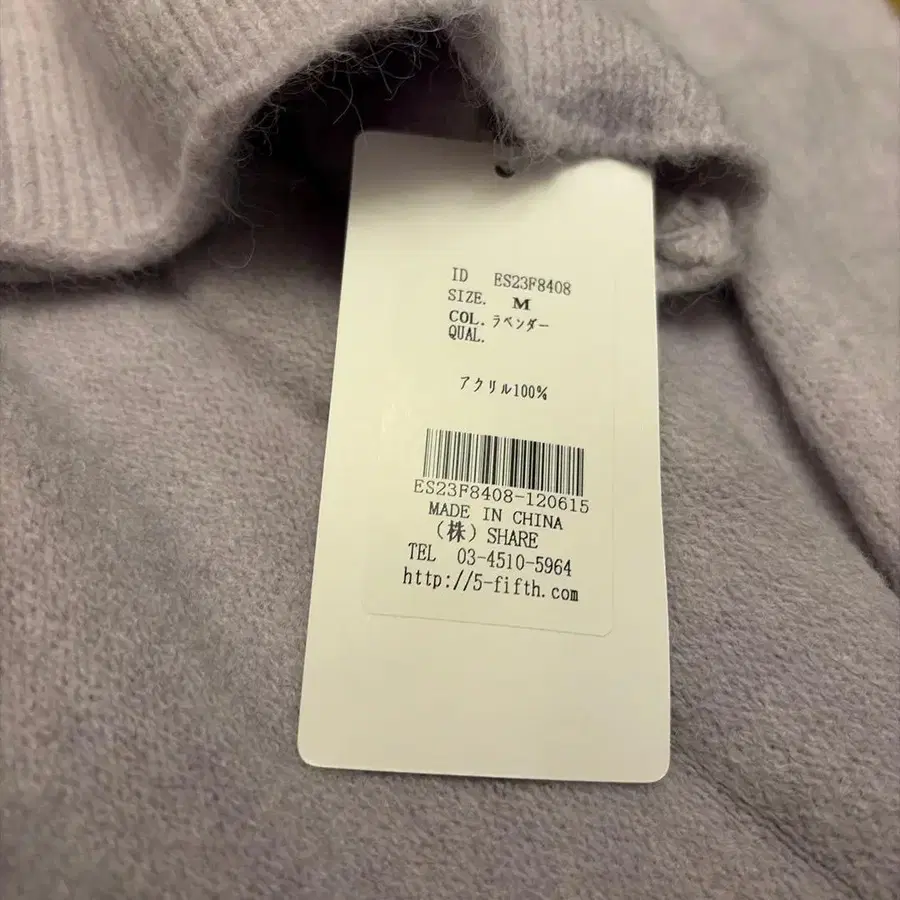 ID ES23F8408
SIZE. M
COL. ラベンダー
QUAL.
アクリル100%
ES23F8408-120615
MADE IN CHINA
(株) SHARE
TEL 03-4510-5964
http://5-fifth.com